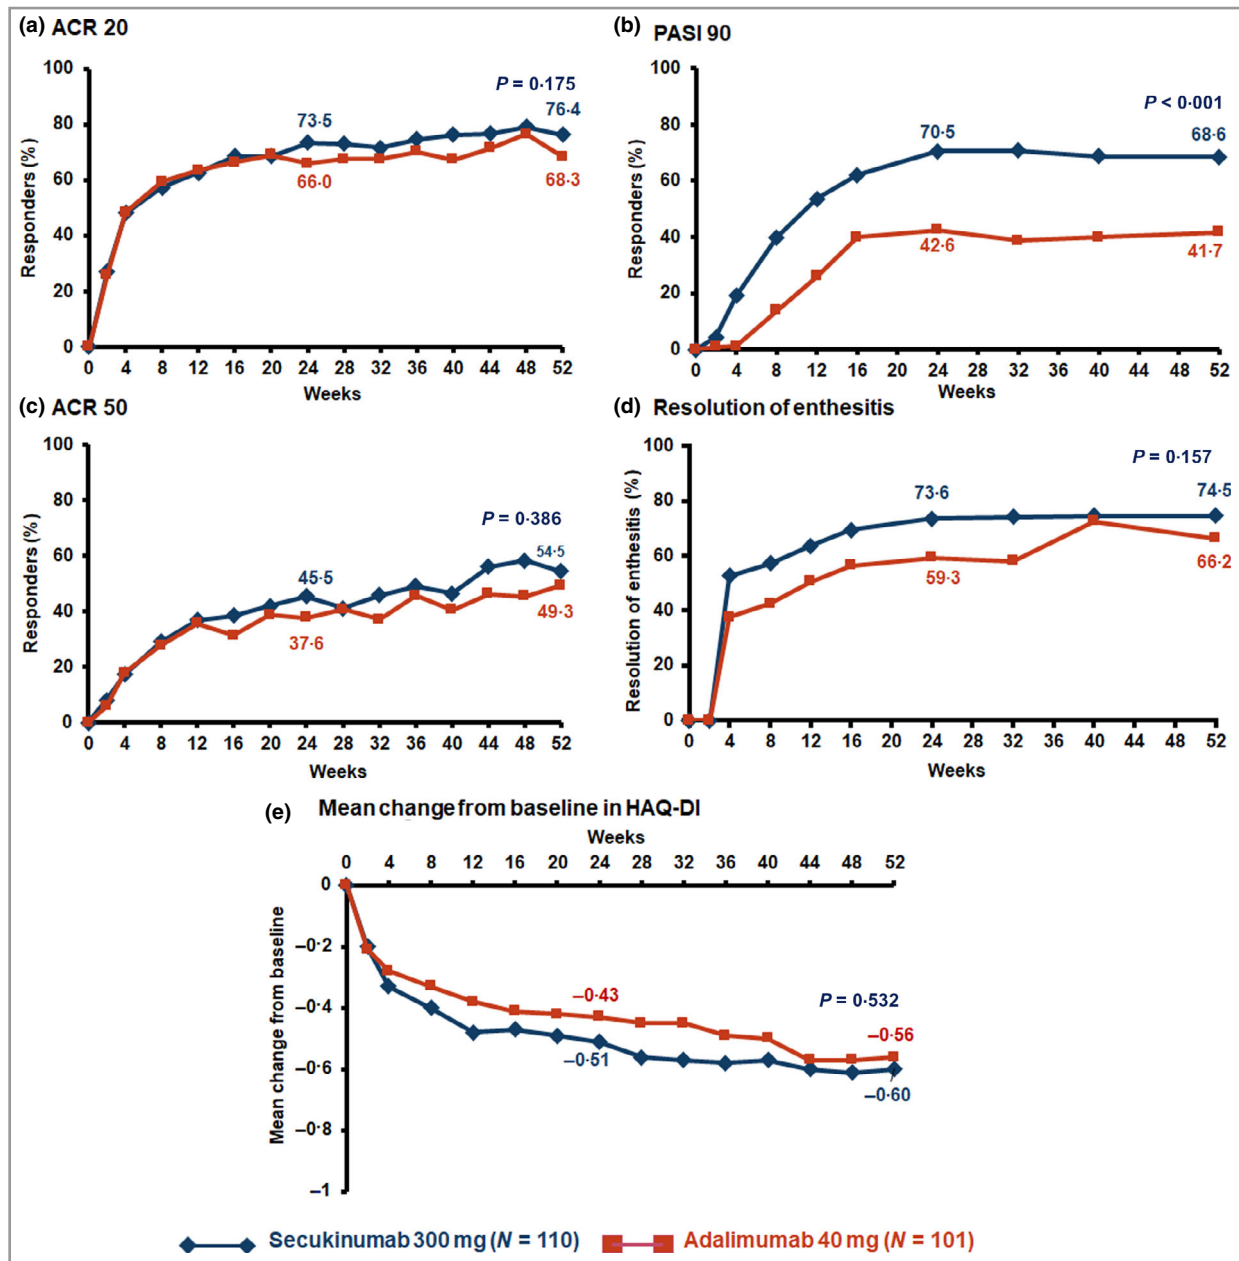 (a) ACR 20
100
80
60
40
20
0
Responders (%)
P = 0·175
73·5
76·4
66·0
68·3
0 4 8 12 16 20 24 28 32 36 40 44 48 52
Weeks
(b) PASI 90
100
80
60
40
20
0
Responders (%)
P < 0·001
70·5
68·6
42·6
41·7
0 4 8 12 16 20 24 28 32 36 40 44 48 52
Weeks
(c) ACR 50
100
80
60
40
20
0
Responders (%)
P = 0·386
45·5
54·5
37·6
49·3
0 4 8 12 16 20 24 28 32 36 40 44 48 52
Weeks
(d) Resolution of enthesitis
100
80
60
40
20
0
Resolution of enthesitis (%)
P = 0·157
73·6
74·5
59·3
66·2
0 4 8 12 16 20 24 28 32 36 40 44 48 52
Weeks
(e) Mean change from baseline in HAQ-DI
Weeks
0 4 8 12 16 20 24 28 32 36 40 44 48 52
0
–0·2
–0·4
–0·6
–0·8
–1
Mean change from baseline
–0·43
P = 0·532
–0·56
–0·51
–0·60
Secukinumab 300 mg (N = 110) Adalimumab 40 mg (N = 101)